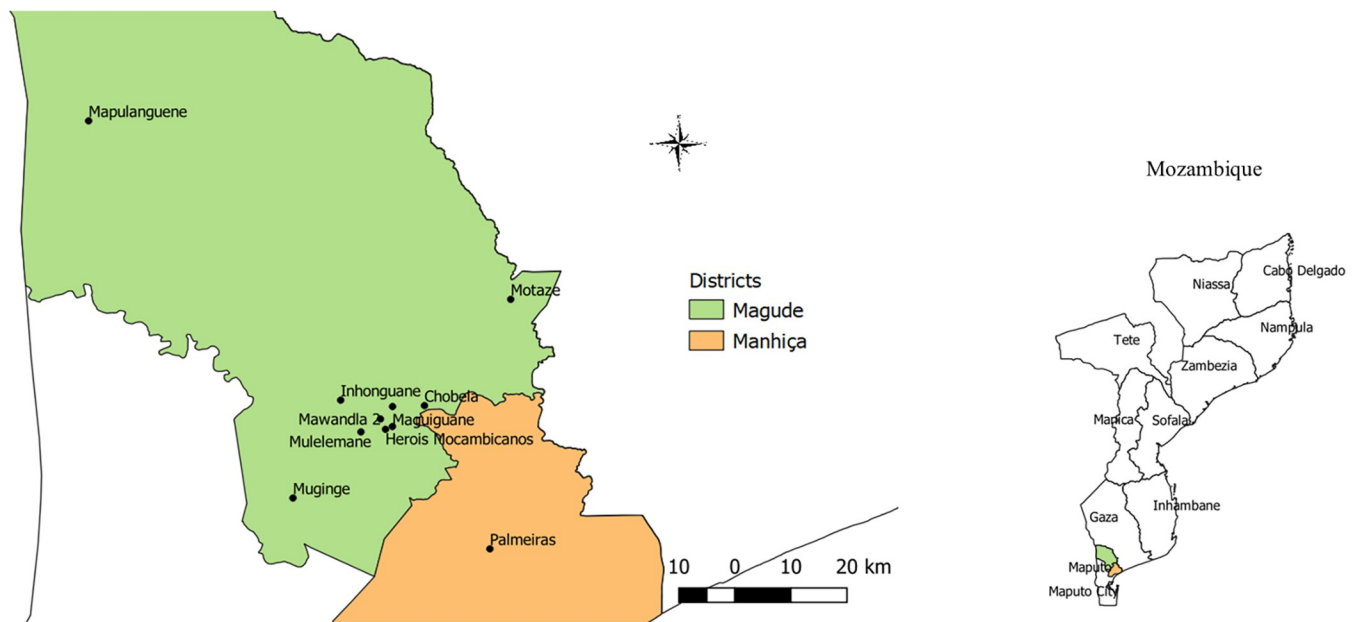 Mapulanguene
Motaze
Inhonguane
Chobela
Mawandla 2
Maguiguane
Mulelemane
Herois Mocambicanos
Muginge
Palmeiras
Districts
Magude
Manhiça
10 0 10 20 km
Mozambique
Cabo Delgado
Niassa
Nampula
Tete
Zambezia
Manica
Sofala
Inhambane
Gaza
Maputo
Maputo City